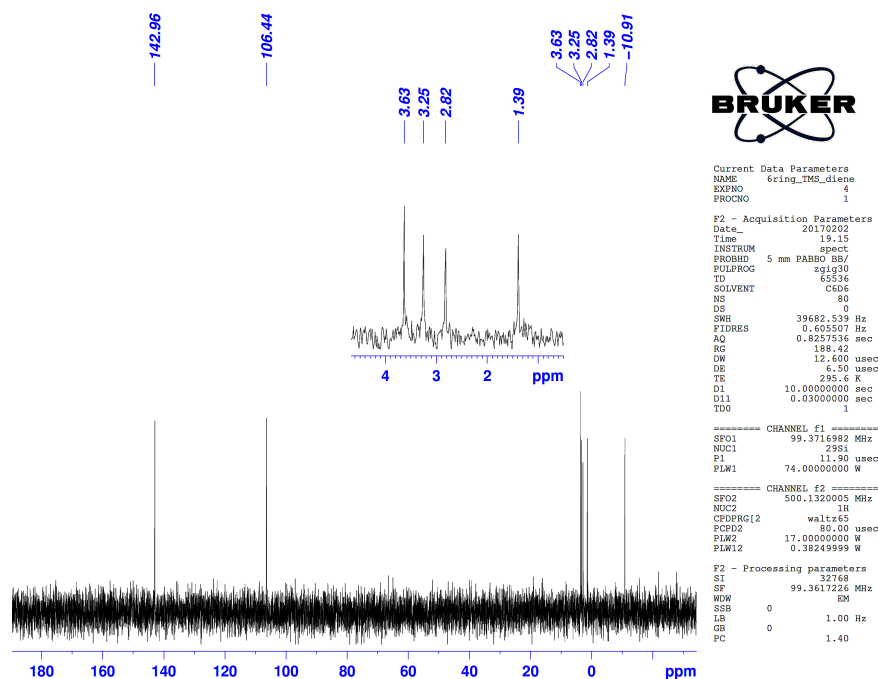 142.96
106.44
3.63
3.25
2.82
1.39
−10.91
3.63
3.25
2.82
1.39
4 3 2 ppm
180 160 140 120 100 80 60 40 20 0 ppm
BRUKER
Current Data Parameters
NAME 6ring_TMS_diene
EXPNO 4
PROCNO 1
F2 - Acquisition Parameters
Date_ 20170202
Time 19.15
INSTRUM spect
PROBHD 5 mm PABBO BB/
PULPROG zgig30
TD 65536
SOLVENT C6D6
NS 80
DS 0
SWH 39682.539 Hz
FIDRES 0.605507 Hz
AQ 0.8257536 sec
RG 188.42
DW 12.600 usec
DE 6.50 usec
TE 295.6 K
D1 10.00000000 sec
D11 0.03000000 sec
TD0 1
======== CHANNEL f1 ========
SFO1 99.3716982 MHz
NUC1 29Si
P1 11.90 usec
PLW1 74.00000000 W
======== CHANNEL f2 ========
SFO2 500.1320005 MHz
NUC2 1H
CPDPRG[2 waltz65
PCPD2 80.00 usec
PLW2 17.00000000 W
PLW12 0.38249999 W
F2 - Processing parameters
SI 32768
SF 99.3617226 MHz
WDW EM
SSB 0
LB 1.00 Hz
GB 0
PC 1.40